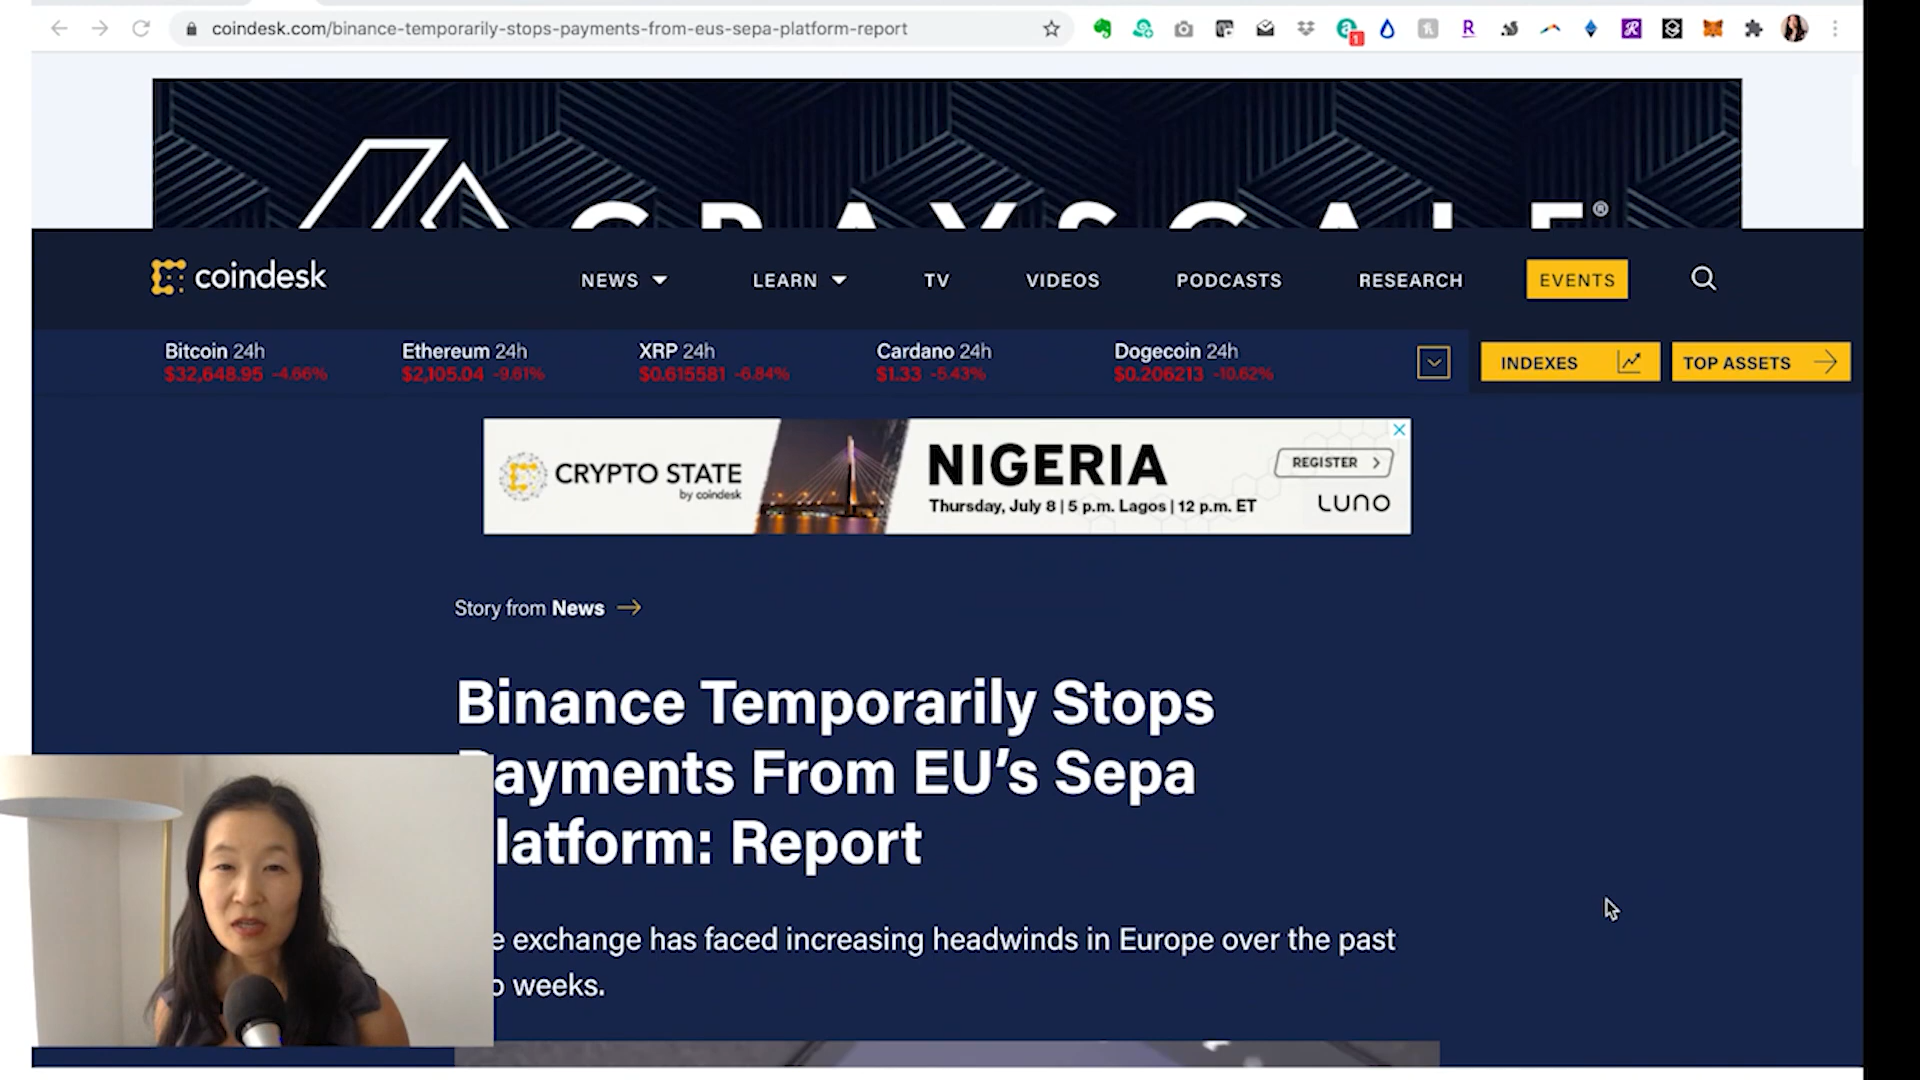 coindesk.com/binance-temporarily-stops-payments-from-eus-sepa-platform-report
GRAYSCALE®
coindesk
NEWS LEARN TV VIDEOS PODCASTS RESEARCH EVENTS
Bitcoin 24h Ethereum 24h XRP 24h Cardano 24h Dogecoin 24h
$32,648.95 -4.66% $2,105.04 -9.61% $0.615581 -6.84% $1.33 -5.43% $0.206213 -10.62%
INDEXES TOP ASSETS
CRYPTO STATE
by coindesk
NIGERIA
Thursday, July 8 | 5 p.m. Lagos | 12 p.m. ET
REGISTER >
LUNO
Story from News
Binance Temporarily Stops
ayments From EU’s Sepa
latform: Report
e exchange has faced increasing headwinds in Europe over the past
o weeks.